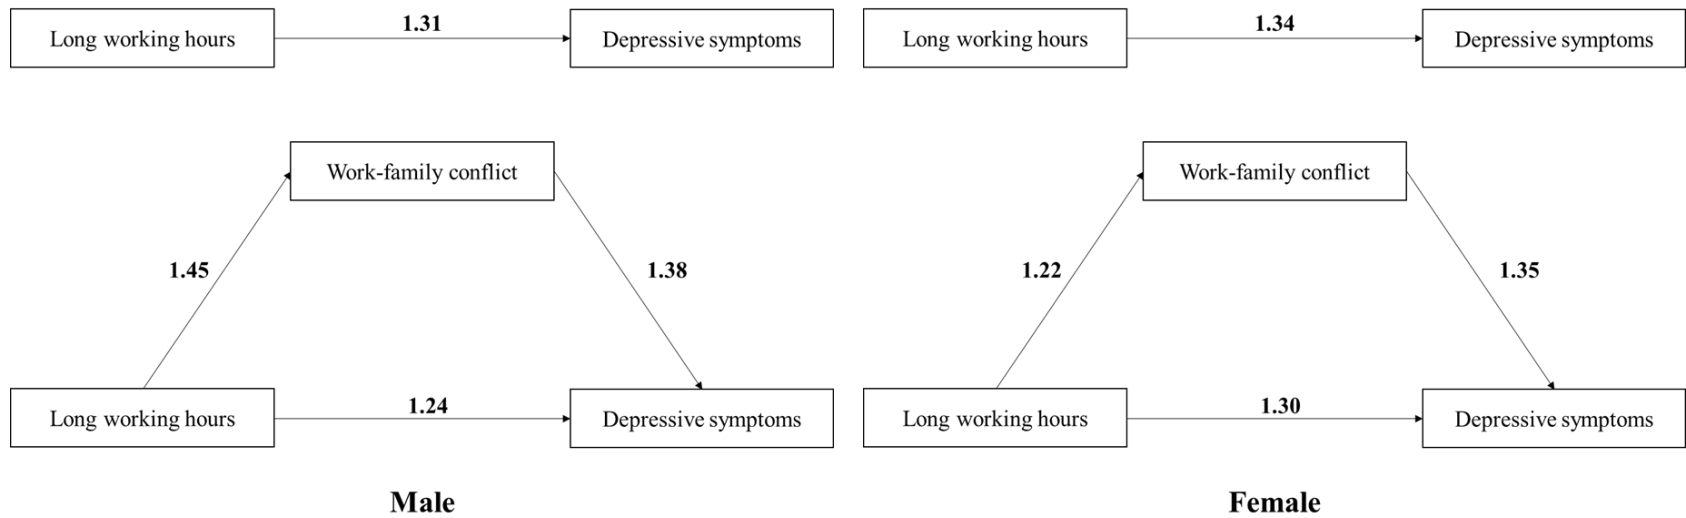 1.31
Long working hours
Depressive symptoms
Work-family conflict
1.45
1.38
Long working hours
1.24
Depressive symptoms
Male
1.34
Long working hours
Depressive symptoms
Work-family conflict
1.22
1.35
Long working hours
1.30
Depressive symptoms
Female